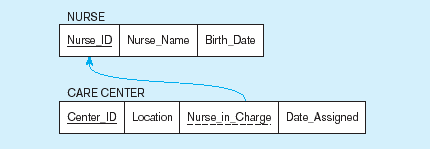 NURSE
Nurse_ID Nurse_Name Birth_Date
CARE CENTER
Center_ID Location Nurse_in_Charge Date_Assigned